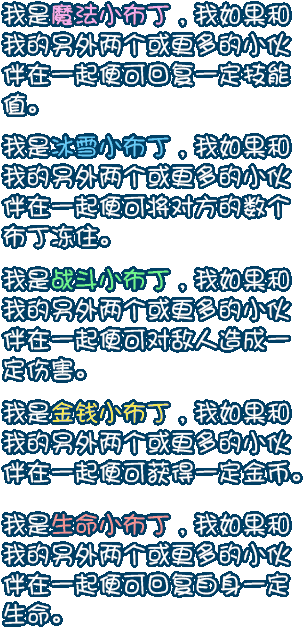 我是魔法小布丁，我如果和
我的另外两个或更多的小伙
伴在一起便可回复一定技能
值。
我是冰雪小布丁，我如果和
我的另外两个或更多的小伙
伴在一起便可将对方的数个
布丁冻住。
我是战斗小布丁，我如果和
我的另外两个或更多的小伙
伴在一起便可对敌人造成一
定伤害。
我是金钱小布丁，我如果和
我的另外两个或更多的小伙
伴在一起便可获得一定金币。
我是生命小布丁，我如果和
我的另外两个或更多的小伙
伴在一起便可回复自身一定
生命。